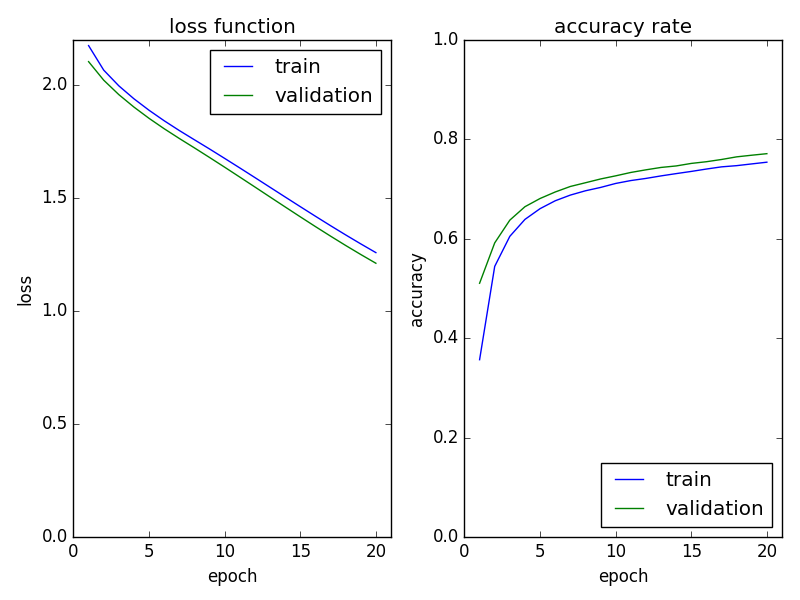 loss function
train
validation
2.0
1.5
1.0
0.5
0.0
loss
0
5
10
15
20
epoch
accuracy rate
1.0
0.8
0.6
0.4
0.2
0.0
accuracy
train
validation
0
5
10
15
20
epoch